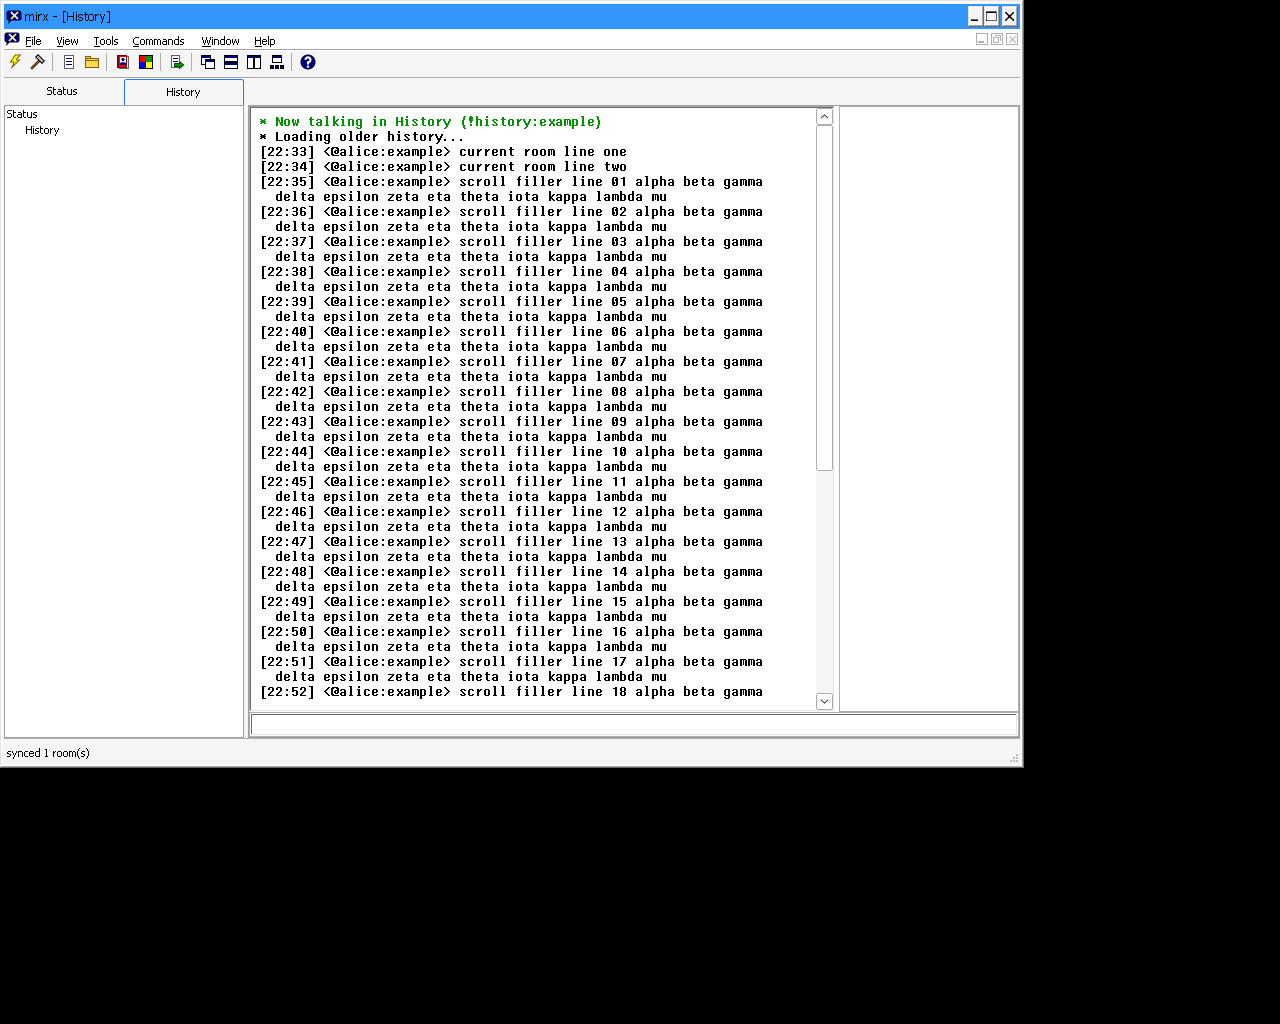 mirx - [History]
File View Tools Commands Window Help
Status History
Status
History
* Now talking in History (!history:example)
* Loading older history...
[22:33] <@alice:example> current room line one
[22:34] <@alice:example> current room line two
[22:35] <@alice:example> scroll filler line 01 alpha beta gamma
delta epsilon zeta eta theta iota kappa lambda mu
[22:36] <@alice:example> scroll filler line 02 alpha beta gamma
delta epsilon zeta eta theta iota kappa lambda mu
[22:37] <@alice:example> scroll filler line 03 alpha beta gamma
delta epsilon zeta eta theta iota kappa lambda mu
[22:38] <@alice:example> scroll filler line 04 alpha beta gamma
delta epsilon zeta eta theta iota kappa lambda mu
[22:39] <@alice:example> scroll filler line 05 alpha beta gamma
delta epsilon zeta eta theta iota kappa lambda mu
[22:40] <@alice:example> scroll filler line 06 alpha beta gamma
delta epsilon zeta eta theta iota kappa lambda mu
[22:41] <@alice:example> scroll filler line 07 alpha beta gamma
delta epsilon zeta eta theta iota kappa lambda mu
[22:42] <@alice:example> scroll filler line 08 alpha beta gamma
delta epsilon zeta eta theta iota kappa lambda mu
[22:43] <@alice:example> scroll filler line 09 alpha beta gamma
delta epsilon zeta eta theta iota kappa lambda mu
[22:44] <@alice:example> scroll filler line 10 alpha beta gamma
delta epsilon zeta eta theta iota kappa lambda mu
[22:45] <@alice:example> scroll filler line 11 alpha beta gamma
delta epsilon zeta eta theta iota kappa lambda mu
[22:46] <@alice:example> scroll filler line 12 alpha beta gamma
delta epsilon zeta eta theta iota kappa lambda mu
[22:47] <@alice:example> scroll filler line 13 alpha beta gamma
delta epsilon zeta eta theta iota kappa lambda mu
[22:48] <@alice:example> scroll filler line 14 alpha beta gamma
delta epsilon zeta eta theta iota kappa lambda mu
[22:49] <@alice:example> scroll filler line 15 alpha beta gamma
delta epsilon zeta eta theta iota kappa lambda mu
[22:50] <@alice:example> scroll filler line 16 alpha beta gamma
delta epsilon zeta eta theta iota kappa lambda mu
[22:51] <@alice:example> scroll filler line 17 alpha beta gamma
delta epsilon zeta eta theta iota kappa lambda mu
[22:52] <@alice:example> scroll filler line 18 alpha beta gamma
synced 1 room(s)